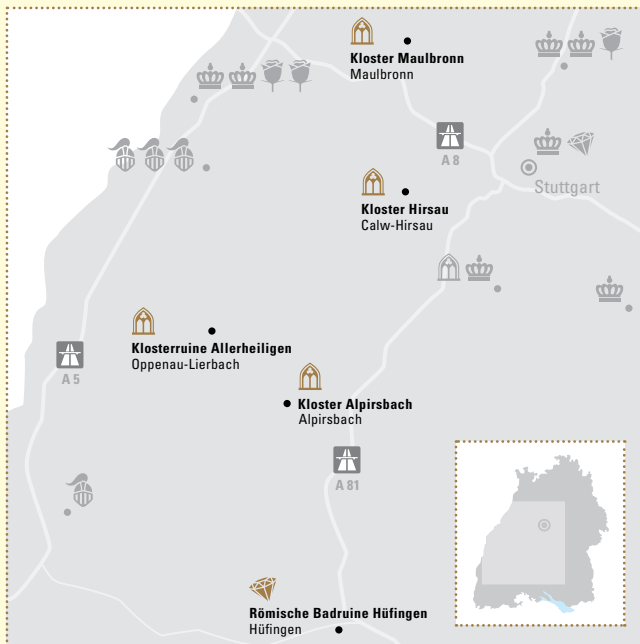 Kloster Maulbronn
Maulbronn
A 8
Stuttgart
Kloster Hirsau
Calw-Hirsau
Klosterruine Allerheiligen
Oppenau-Lierbach
A 5
Kloster Alpirsbach
Alpirsbach
A 81
Römische Badruine Hüfingen
Hüfingen